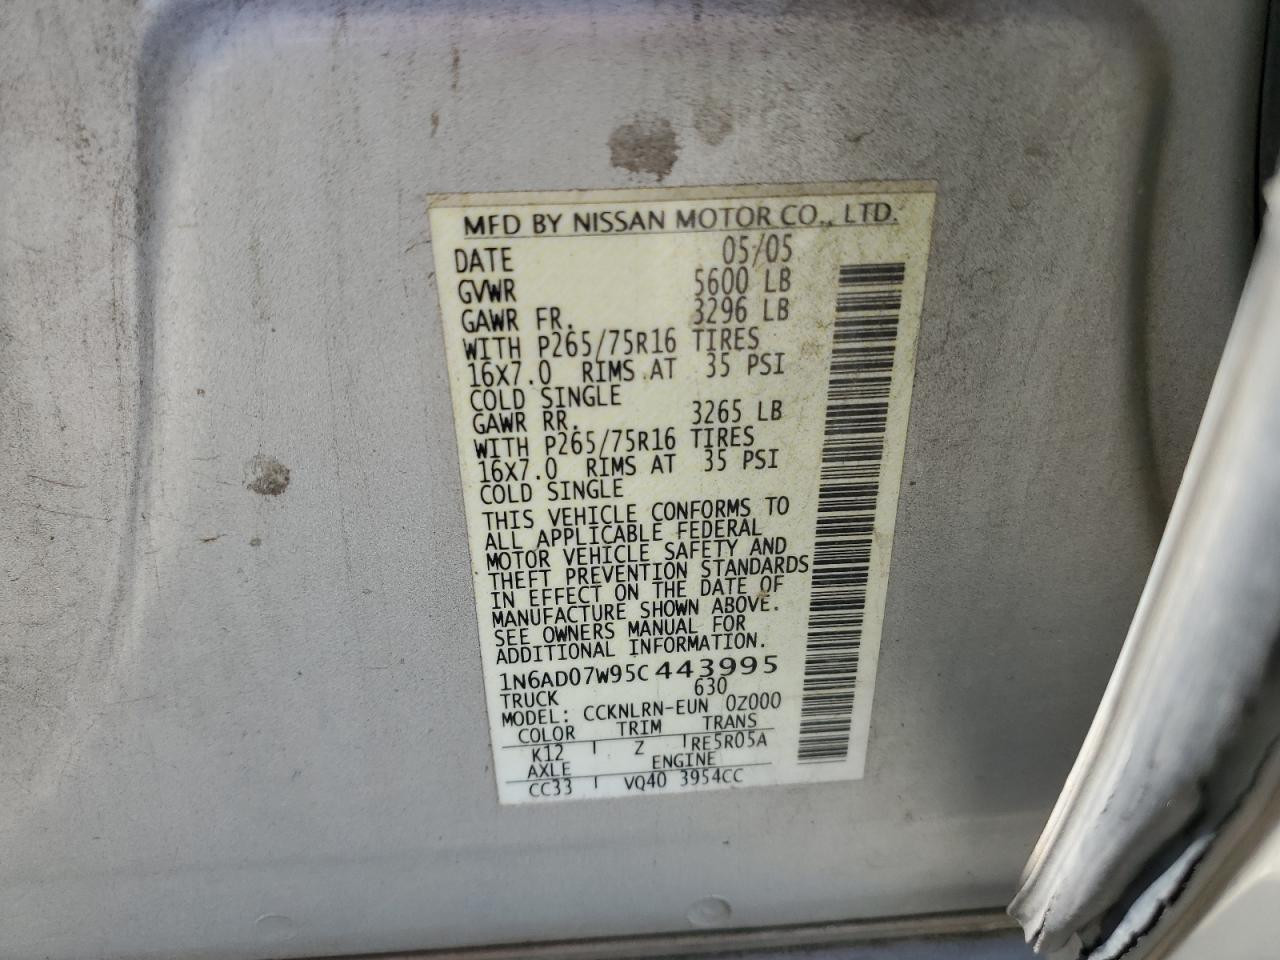 MFD BY NISSAN MOTOR CO., LTD.
DATE 05/05
GVWR 5600 LB
GAWR FR. 3296 LB
WITH P265/75R16 TIRES
16X7.0 RIMS AT 35 PSI
COLD SINGLE
GAWR RR. 3265 LB
WITH P265/75R16 TIRES
16X7.0 RIMS AT 35 PSI
COLD SINGLE
THIS VEHICLE CONFORMS TO
ALL APPLICABLE FEDERAL
MOTOR VEHICLE SAFETY AND
THEFT PREVENTION STANDARDS
IN EFFECT ON THE DATE OF
MANUFACTURE SHOWN ABOVE.
SEE OWNERS MANUAL FOR
ADDITIONAL INFORMATION.
1N6AD07W95C 443995
TRUCK 630
MODEL: CCKNLRN-EUN 0Z000
COLOR TRIM TRANS
K12 Z RE5R05A
AXLE ENGINE
CC33 VQ40 3954CC